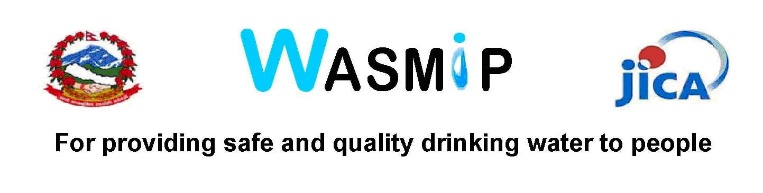 WASMiP
jicA
For providing safe and quality drinking water to people